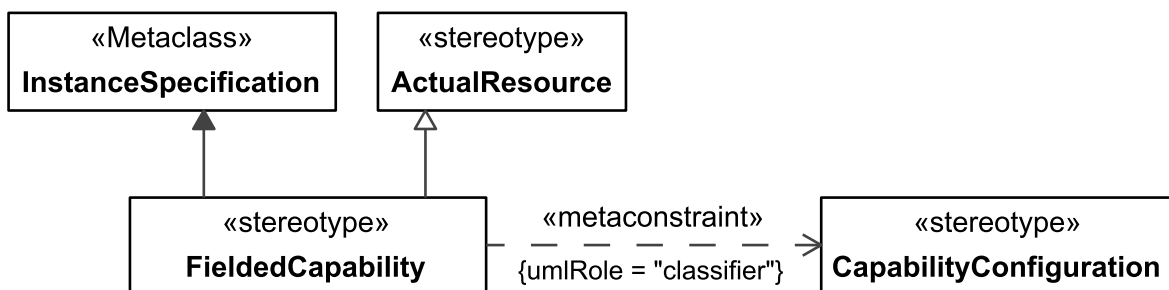 «Metaclass»
InstanceSpecification
«stereotype»
ActualResource
«stereotype»
FieldedCapability
«metaconstraint»
{umlRole = "classifier"}
«stereotype»
CapabilityConfiguration